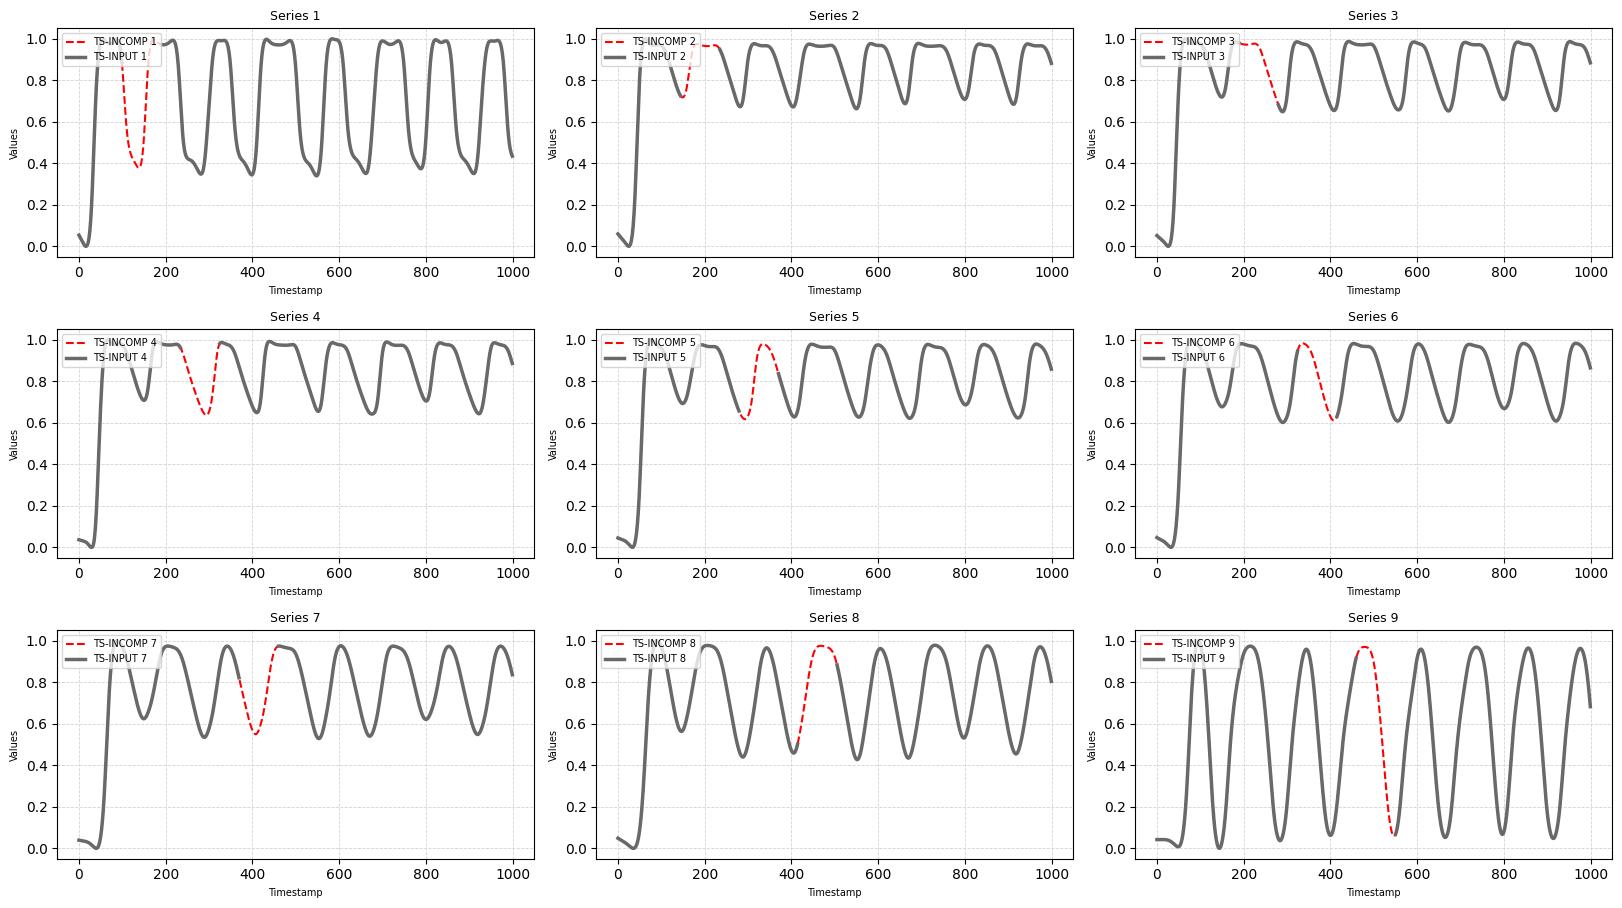 Series 1
TS-INCOMP 1
TS-INPUT 1
Values
1.0
0.8
0.6
0.4
0.2
0.0
0 200 400 600 800 1000
Timestamp
Series 2
TS-INCOMP 2
TS-INPUT 2
Values
1.0
0.8
0.6
0.4
0.2
0.0
0 200 400 600 800 1000
Timestamp
Series 3
TS-INCOMP 3
TS-INPUT 3
Values
1.0
0.8
0.6
0.4
0.2
0.0
0 200 400 600 800 1000
Timestamp
Series 4
TS-INCOMP 4
TS-INPUT 4
Values
1.0
0.8
0.6
0.4
0.2
0.0
0 200 400 600 800 1000
Timestamp
Series 5
TS-INCOMP 5
TS-INPUT 5
Values
1.0
0.8
0.6
0.4
0.2
0.0
0 200 400 600 800 1000
Timestamp
Series 6
TS-INCOMP 6
TS-INPUT 6
Values
1.0
0.8
0.6
0.4
0.2
0.0
0 200 400 600 800 1000
Timestamp
Series 7
TS-INCOMP 7
TS-INPUT 7
Values
1.0
0.8
0.6
0.4
0.2
0.0
0 200 400 600 800 1000
Timestamp
Series 8
TS-INCOMP 8
TS-INPUT 8
Values
1.0
0.8
0.6
0.4
0.2
0.0
0 200 400 600 800 1000
Timestamp
Series 9
TS-INCOMP 9
TS-INPUT 9
Values
1.0
0.8
0.6
0.4
0.2
0.0
0 200 400 600 800 1000
Timestamp